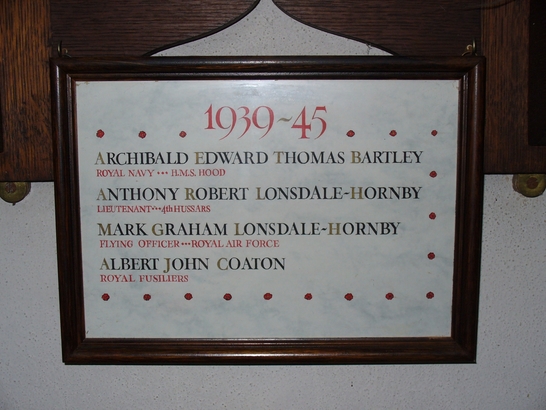 1939~45
ARCHIBALD EDWARD THOMAS BARTLEY
ROYAL NAVY ••• H.M.S. HOOD
ANTHONY ROBERT LONSDALE-HORNBY
LIEUTENANT•••4th HUSSARS
MARK GRAHAM LONSDALE-HORNBY
FLYING OFFICER•••ROYAL AIR FORCE
ALBERT JOHN COATON
ROYAL FUSILIERS